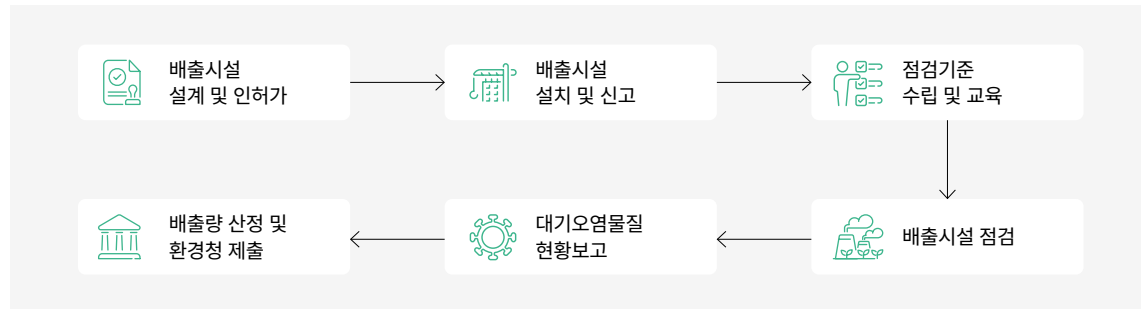 배출시설
설계 및 인허가
배출시설
설치 및 신고
점검기준
수립 및 교육
배출시설 점검
대기오염물질
현황보고
배출량 산정 및
환경청 제출